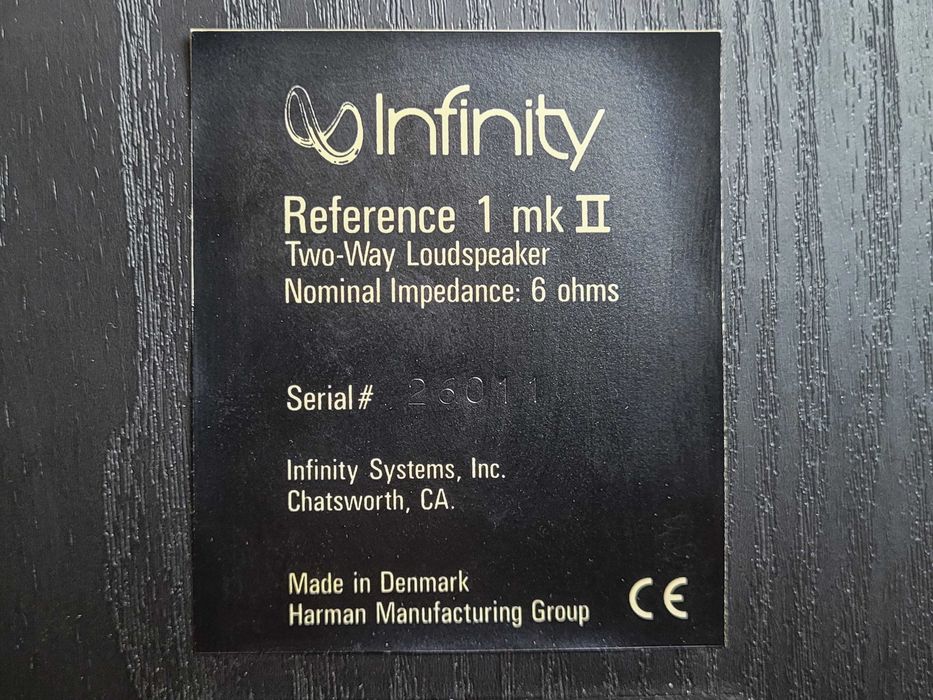 Infinity
Reference 1 mk II
Two-Way Loudspeaker
Nominal Impedance: 6 ohms
Serial # 26011
Infinity Systems, Inc.
Chatsworth, CA.
Made in Denmark
Harman Manufacturing Group
CE